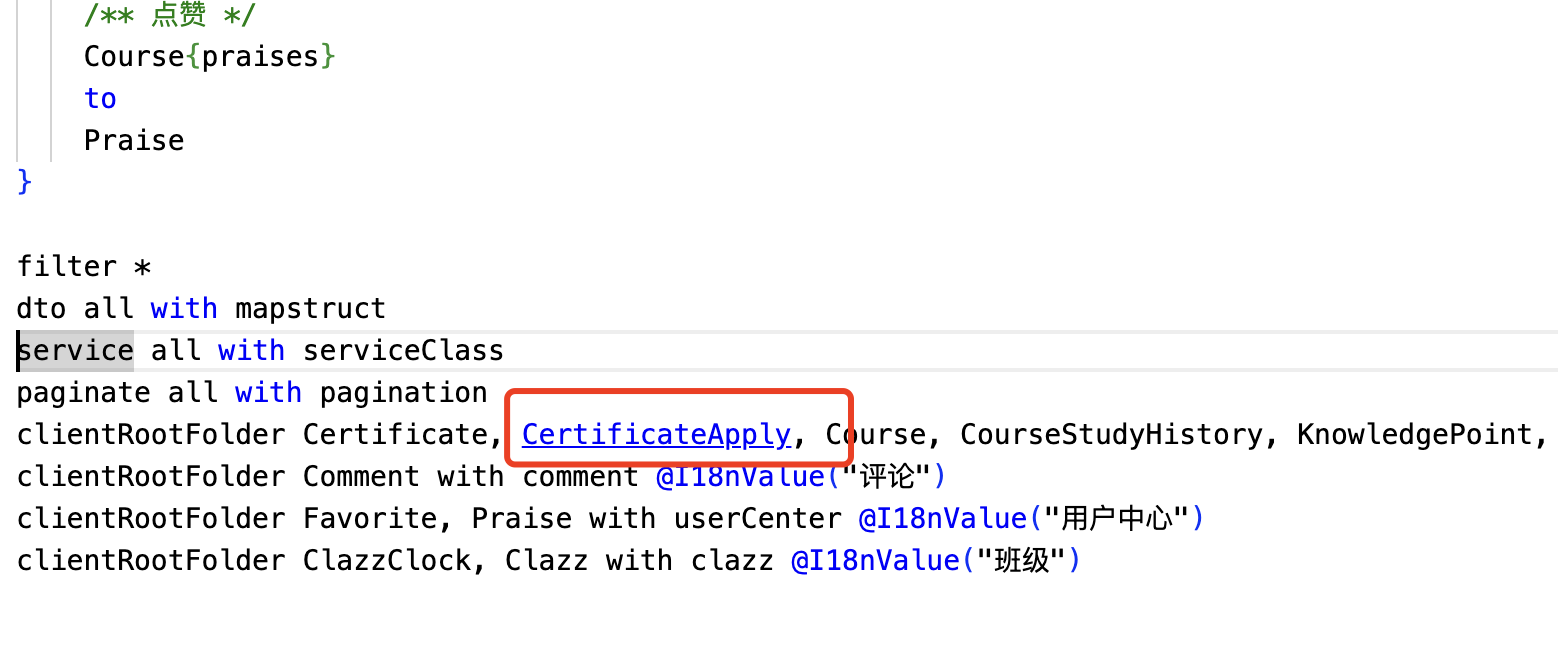 /** 点赞 */
Course{praises}
to
Praise
}
filter *
dto all with mapstruct
service all with serviceClass
paginate all with pagination
clientRootFolder Certificate, CertificateApply, Course, CourseStudyHistory, KnowledgePoint,
clientRootFolder Comment with comment @I18nValue("评论")
clientRootFolder Favorite, Praise with userCenter @I18nValue("用户中心")
clientRootFolder ClazzClock, Clazz with clazz @I18nValue("班级")